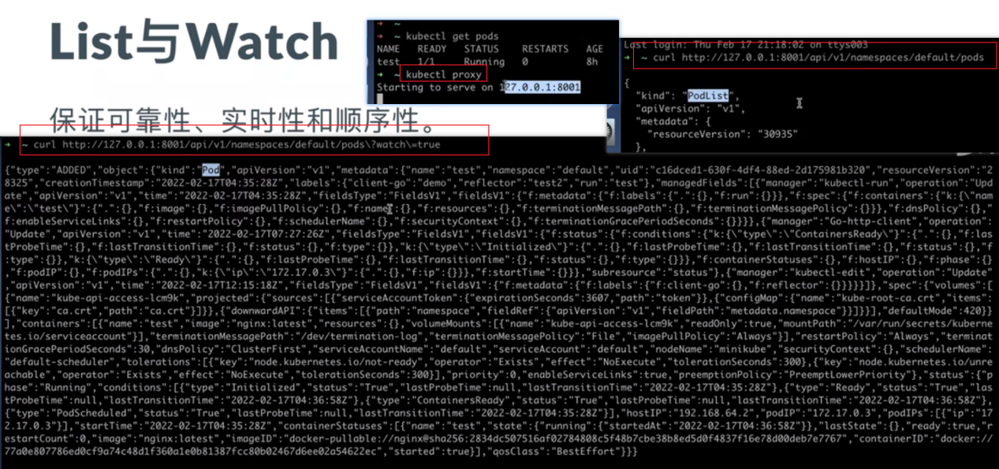 List与Watch
保证可靠性、实时性和顺序性。
→ ~
→ ~ kubectl get pods
NAME READY STATUS RESTARTS AGE
test 1/1 Running 0 8h
→ ~ kubectl proxy
Starting to serve on 127.0.0.1:8001
Last login: Thu Feb 17 21:18:02 on ttys003
→ ~ curl http://127.0.0.1:8001/api/v1/namespaces/default/pods
{
"kind": "PodList",
"apiVersion": "v1",
"metadata": {
"resourceVersion": "30935"
},
→ ~ curl http://127.0.0.1:8001/api/v1/namespaces/default/pods\?watch\=true
{"type":"ADDED","object":{"kind":"Pod","apiVersion":"v1","metadata":{"name":"test","namespace":"default","uid":"c16dced1-630f-4df4-88ed-2d175981b320","resourceVersion":"2
8325","creationTimestamp":"2022-02-17T04:35:28Z","labels":{"client-go":"demo","reflector":"test2","run":"test"},"managedFields":[{"manager":"kubectl-run","operation":"Upd
ate","apiVersion":"v1","time":"2022-02-17T04:35:28Z","fieldsType":"FieldsV1","fieldsV1":{"f:metadata":{"f:labels":{".":{},"f:run":{}}},"f:spec":{"f:containers":{"k:{\"nam
e\":\"test\"}":{".":{},"f:image":{},"f:imagePullPolicy":{},"f:name":{},"f:resources":{},"f:terminationMessagePath":{},"f:terminationMessagePolicy":{}}},"f:dnsPolicy":{},"
f:enableServiceLinks":{},"f:restartPolicy":{},"f:schedulerName":{},"f:securityContext":{},"f:terminationGracePeriodSeconds":{}}}},{"manager":"Go-http-client","operation":
"Update","apiVersion":"v1","time":"2022-02-17T07:27:26Z","fieldsType":"FieldsV1","fieldsV1":{"f:status":{"f:conditions":{"k:{\"type\":\"ContainersReady\"}":{".":{},"f:las
tProbeTime":{},"f:lastTransitionTime":{},"f:status":{},"f:type":{}},"k:{\"type\":\"Initialized\"}":{".":{},"f:lastProbeTime":{},"f:lastTransitionTime":{},"f:status":{},"f
:type":{}},"k:{\"type\":\"Ready\"}":{".":{},"f:lastProbeTime":{},"f:lastTransitionTime":{},"f:status":{},"f:type":{}}},"f:containerStatuses":{},"f:hostIP":{},"f:phase":{}
,"f:podIP":{},"f:podIPs":{".":{},"k:{\"ip\":\"172.17.0.3\"}":{".":{},"f:ip":{}}},"f:startTime":{}}},"subresource":"status"},{"manager":"kubectl-edit","operation":"Update"
,"apiVersion":"v1","time":"2022-02-17T12:15:18Z","fieldsType":"FieldsV1","fieldsV1":{"f:metadata":{"f:labels":{"f:client-go":{},"f:reflector":{}}}}}]},"spec":{"volumes":[
{"name":"kube-api-access-lcm9k","projected":{"sources":[{"serviceAccountToken":{"expirationSeconds":3607,"path":"token"}},{"configMap":{"name":"kube-root-ca.crt","items":
[{"key":"ca.crt","path":"ca.crt"}]}},{"downwardAPI":{"items":[{"path":"namespace","fieldRef":{"apiVersion":"v1","fieldPath":"metadata.namespace"}}]}}],"defaultMode":420}}
],"containers":[{"name":"test","image":"nginx:latest","resources":{},"volumeMounts":[{"name":"kube-api-access-lcm9k","readOnly":true,"mountPath":"/var/run/secrets/kuberne
tes.io/serviceaccount"}],"terminationMessagePath":"/dev/termination-log","terminationMessagePolicy":"File","imagePullPolicy":"Always"}],"restartPolicy":"Always","terminat
ionGracePeriodSeconds":30,"dnsPolicy":"ClusterFirst","serviceAccountName":"default","serviceAccount":"default","nodeName":"minikube","securityContext":{},"schedulerName":
"default-scheduler","tolerations":[{"key":"node.kubernetes.io/not-ready","operator":"Exists","effect":"NoExecute","tolerationSeconds":300},{"key":"node.kubernetes.io/unre
achable","operator":"Exists","effect":"NoExecute","tolerationSeconds":300}],"priority":0,"enableServiceLinks":true,"preemptionPolicy":"PreemptLowerPriority"},"status":{"p
hase":"Running","conditions":[{"type":"Initialized","status":"True","lastProbeTime":null,"lastTransitionTime":"2022-02-17T04:35:28Z"},{"type":"Ready","status":"True","las
tProbeTime":null,"lastTransitionTime":"2022-02-17T04:36:58Z"},{"type":"ContainersReady","status":"True","lastProbeTime":null,"lastTransitionTime":"2022-02-17T04:36:58Z"},
{"type":"PodScheduled","status":"True","lastProbeTime":null,"lastTransitionTime":"2022-02-17T04:35:28Z"}],"hostIP":"192.168.64.2","podIP":"172.17.0.3","podIPs":[{"ip":"17
2.17.0.3"}],"startTime":"2022-02-17T04:35:28Z","containerStatuses":[{"name":"test","state":{"running":{"startedAt":"2022-02-17T04:36:58Z"}},"lastState":{},"ready":true,"r
estartCount":0,"image":"nginx:latest","imageID":"docker-pullable://nginx@sha256:2834dc507516af02784808c5f48b7cbe38b8ed5d0f4837f16e78d00deb7e7767","containerID":"docker://
77a0e807786ed0cf9a74c48d1f360a1e0b81387fcc80b02467d6ee02a54622ec","started":true}],"qosClass":"BestEffort"}}}